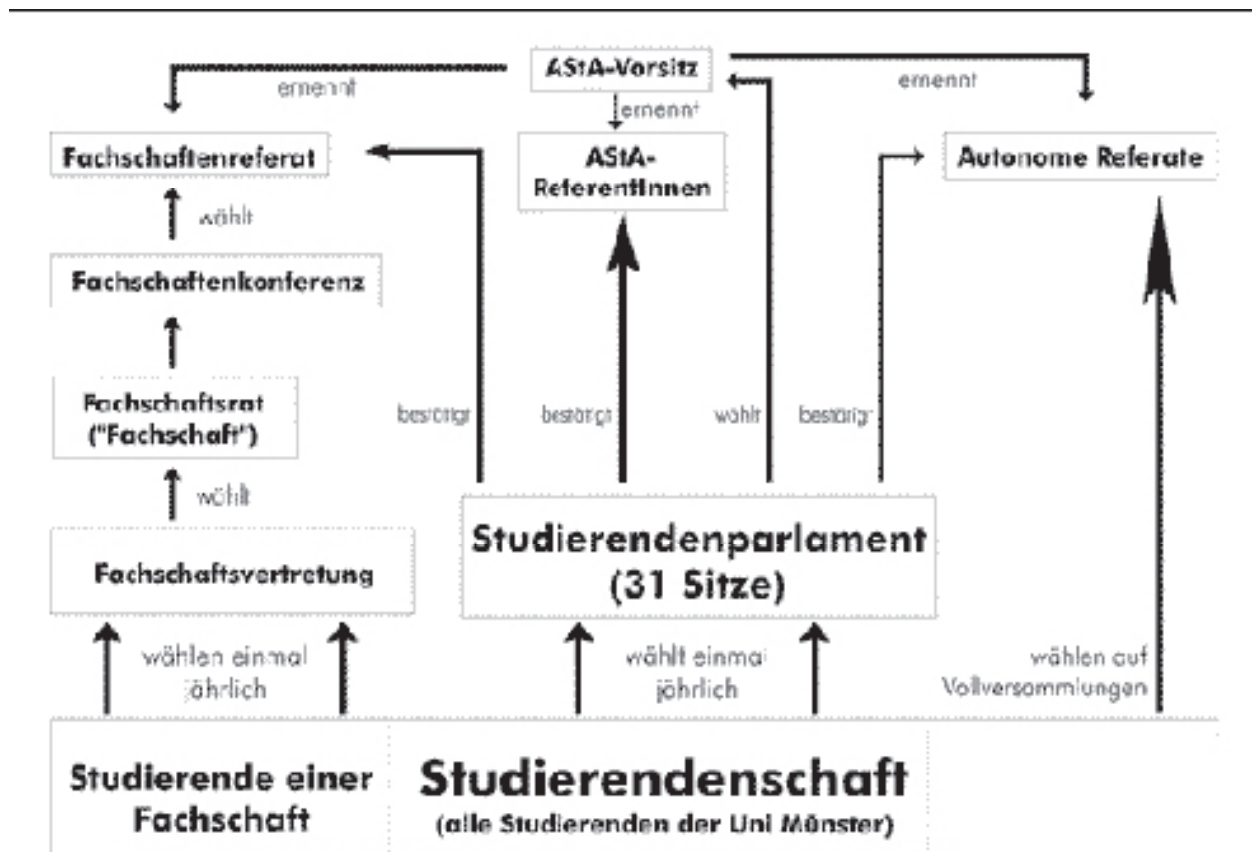 AStA-Vorsitz
ernennt
ernennt
ernennt
Fachschaftenreferat
AStA-
ReferentInnen
Autonome Referate
wählt
Fachschaftenkonferenz
Fachschaftsrat
("Fachschaft")
bestätigt
bestätigt
wählt
bestätigt
wählt
Studierendenparlament
(31 Sitze)
Fachschaftsvertretung
wählen einmal
jährlich
wählt einmal
jährlich
wählen auf
Vollversammlungen
Studierende einer
Fachschaft
Studierendenschaft
(alle Studierenden der Uni Münster)